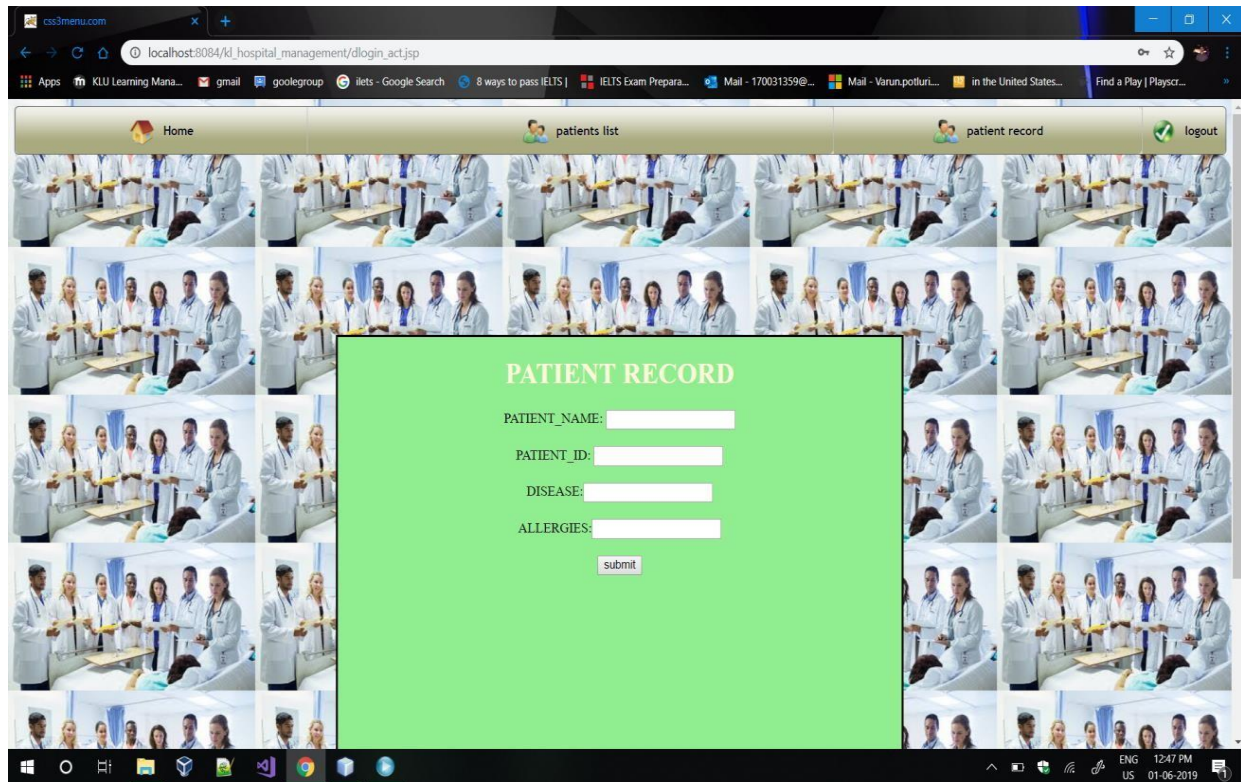 css3menu.com
localhost:8084/kl_hospital_management/dlogin_act.jsp
Apps KLU Learning Mana... gmail goolegroup ilets - Google Search 8 ways to pass IELTS | IELTS Exam Prepara... Mail - 170031359@... Mail - Varun.potluri... in the United States... Find a Play | Playscr...
Home patients list patient record logout
PATIENT RECORD
PATIENT_NAME:
PATIENT_ID:
DISEASE:
ALLERGIES:
submit
ENG 12:47 PM
US 01-06-2019